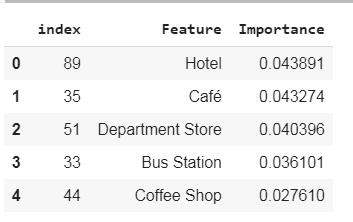 index Feature Importance
0 89 Hotel 0.043891
1 35 Café 0.043274
2 51 Department Store 0.040396
3 33 Bus Station 0.036101
4 44 Coffee Shop 0.027610